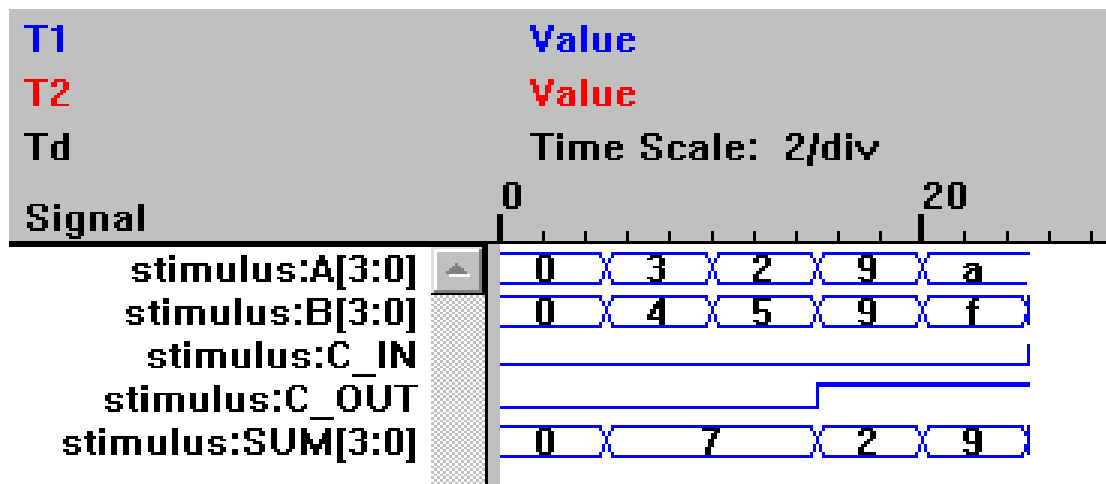 T1 Value
T2 Value
Td Time Scale: 2/div
0 20
Signal
stimulus:A[3:0] 0 3 2 9 a
stimulus:B[3:0] 0 4 5 9 f
stimulus:C_IN
stimulus:C_OUT
stimulus:SUM[3:0] 0 7 2 9